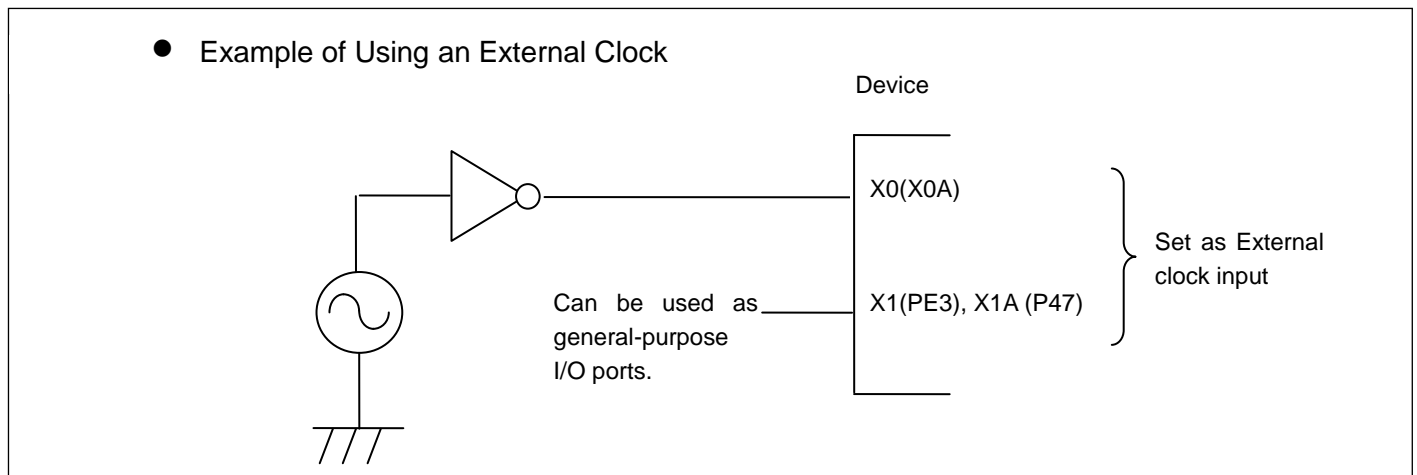 ● Example of Using an External Clock
Device
X0(X0A)
Set as External
clock input
Can be used as
general-purpose
I/O ports.
X1(PE3), X1A (P47)